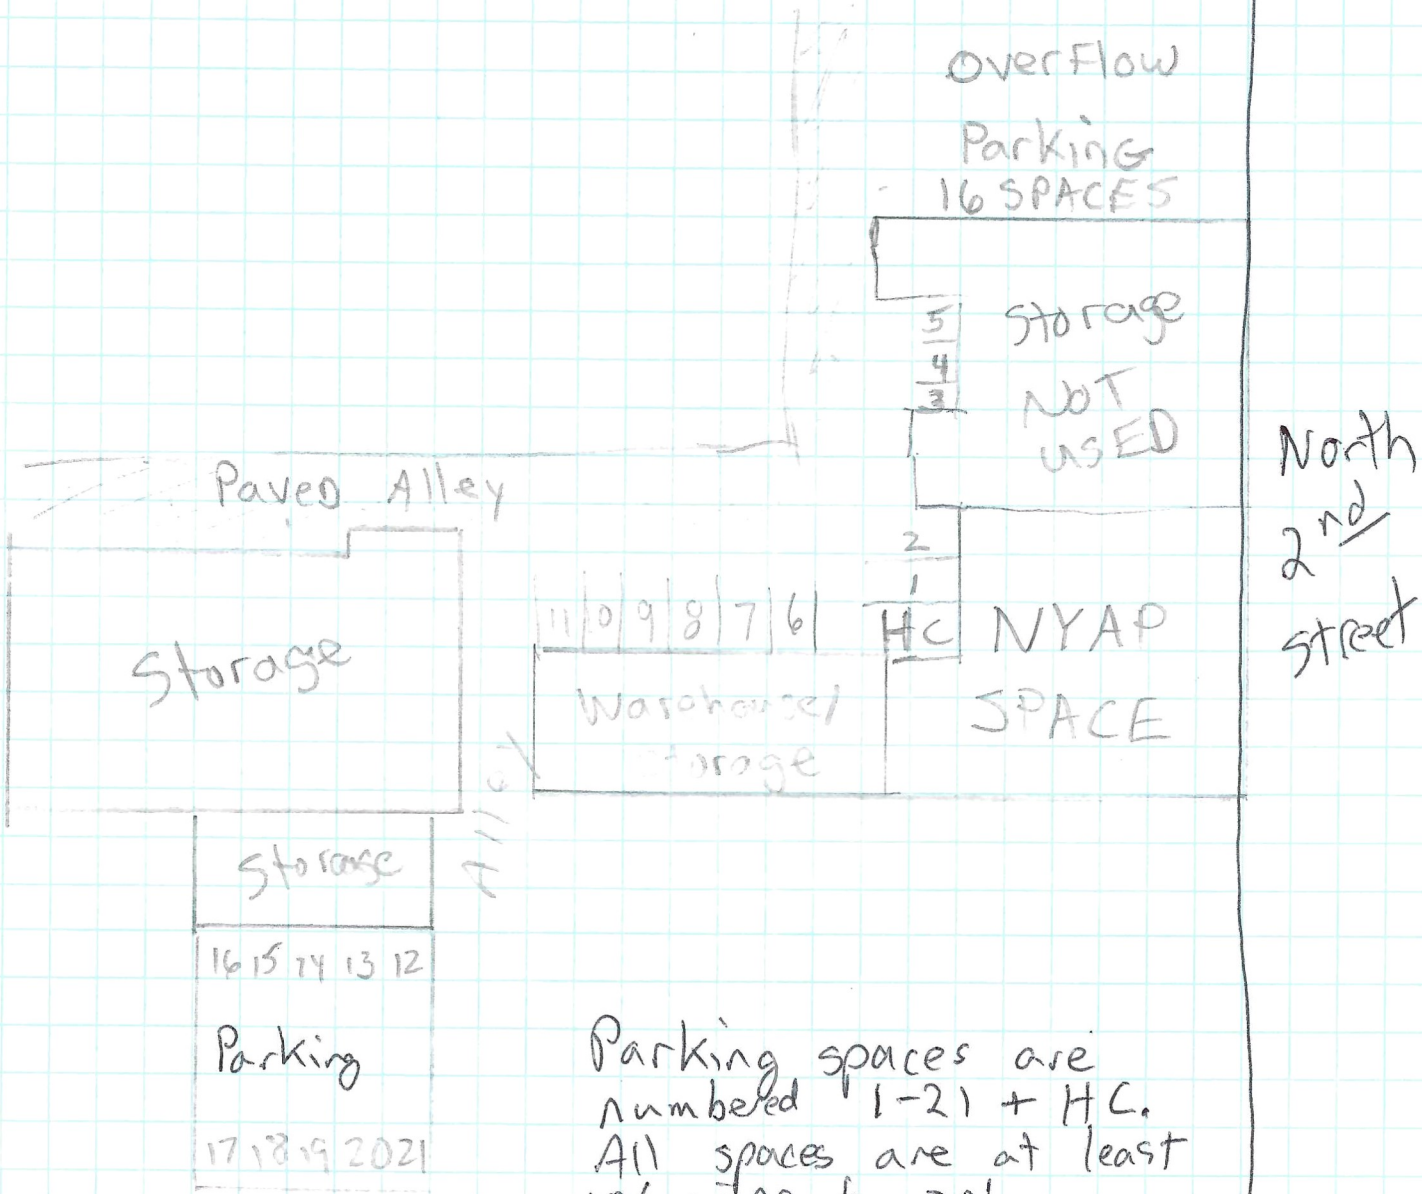 OverFlow
Parking
16 SPACES
5
Storage
4
3
NOT
USED
North
2nd
street
Paved Alley
2
1
11 10 9 8 7 6
HC
NYAP
SPACE
Storage
Warehouse/
Storage
Alley
Storage
16 15 14 13 12
Parking
17 18 19 20 21
Parking spaces are
numbered 1-21 + HC.
All spaces are at least